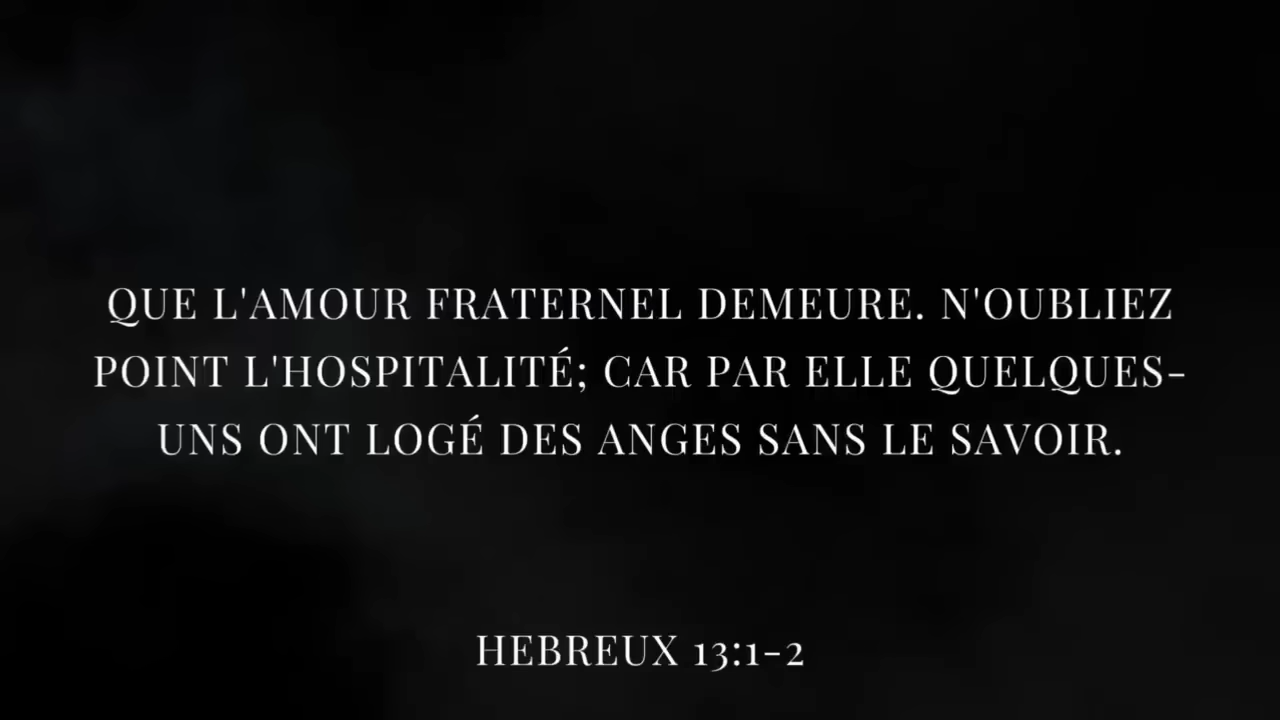 QUE L'AMOUR FRATERNEL DEMEURE. N'OUBLIEZ
POINT L'HOSPITALITÉ; CAR PAR ELLE QUELQUES-
UNS ONT LOGÉ DES ANGES SANS LE SAVOIR.
HEBREUX 13:1-2